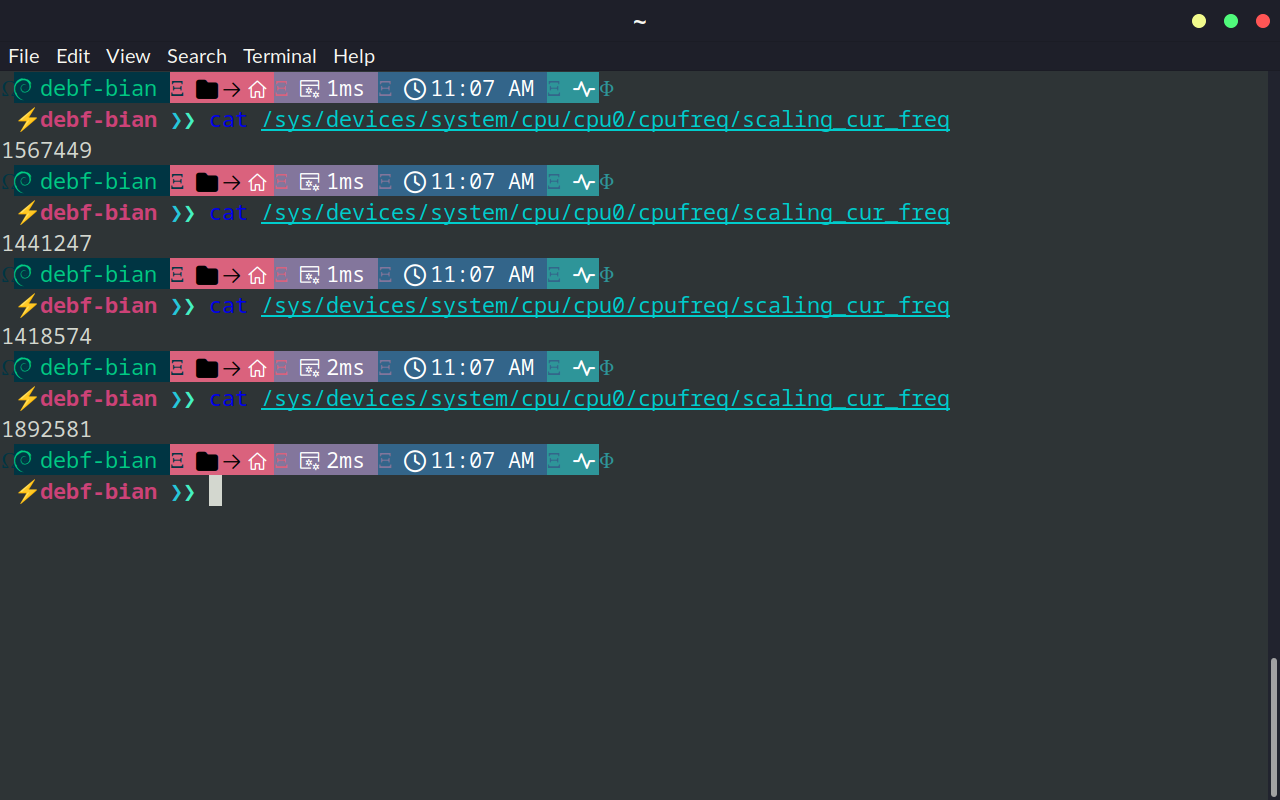 ~
File Edit View Search Terminal Help
debf-bian Ξ → Ξ 1ms Ξ 11:07 AM Ξ Φ
⚡debf-bian ❯❯ cat /sys/devices/system/cpu/cpu0/cpufreq/scaling_cur_freq
1567449
debf-bian Ξ → Ξ 1ms Ξ 11:07 AM Ξ Φ
⚡debf-bian ❯❯ cat /sys/devices/system/cpu/cpu0/cpufreq/scaling_cur_freq
1441247
debf-bian Ξ → Ξ 1ms Ξ 11:07 AM Ξ Φ
⚡debf-bian ❯❯ cat /sys/devices/system/cpu/cpu0/cpufreq/scaling_cur_freq
1418574
debf-bian Ξ → Ξ 2ms Ξ 11:07 AM Ξ Φ
⚡debf-bian ❯❯ cat /sys/devices/system/cpu/cpu0/cpufreq/scaling_cur_freq
1892581
debf-bian Ξ → Ξ 2ms Ξ 11:07 AM Ξ Φ
⚡debf-bian ❯❯